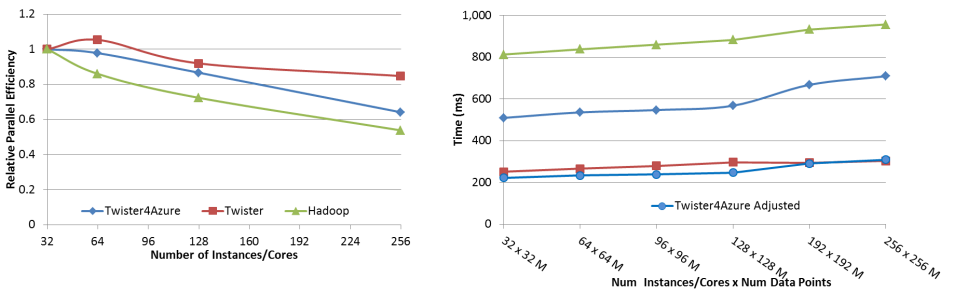 1.2
1
0.8
0.6
0.4
0.2
0
Relative Parallel Efficiency
Twister4Azure Twister Hadoop
32 64 96 128 160 192 224 256
Number of Instances/Cores
1,000
800
600
400
200
0
Time (ms)
Twister4Azure Adjusted
32 x 32 M
64 x 64 M
96 x 96 M
128 x 128 M
192 x 192 M
256 x 256 M
Num Instances/Cores x Num Data Points